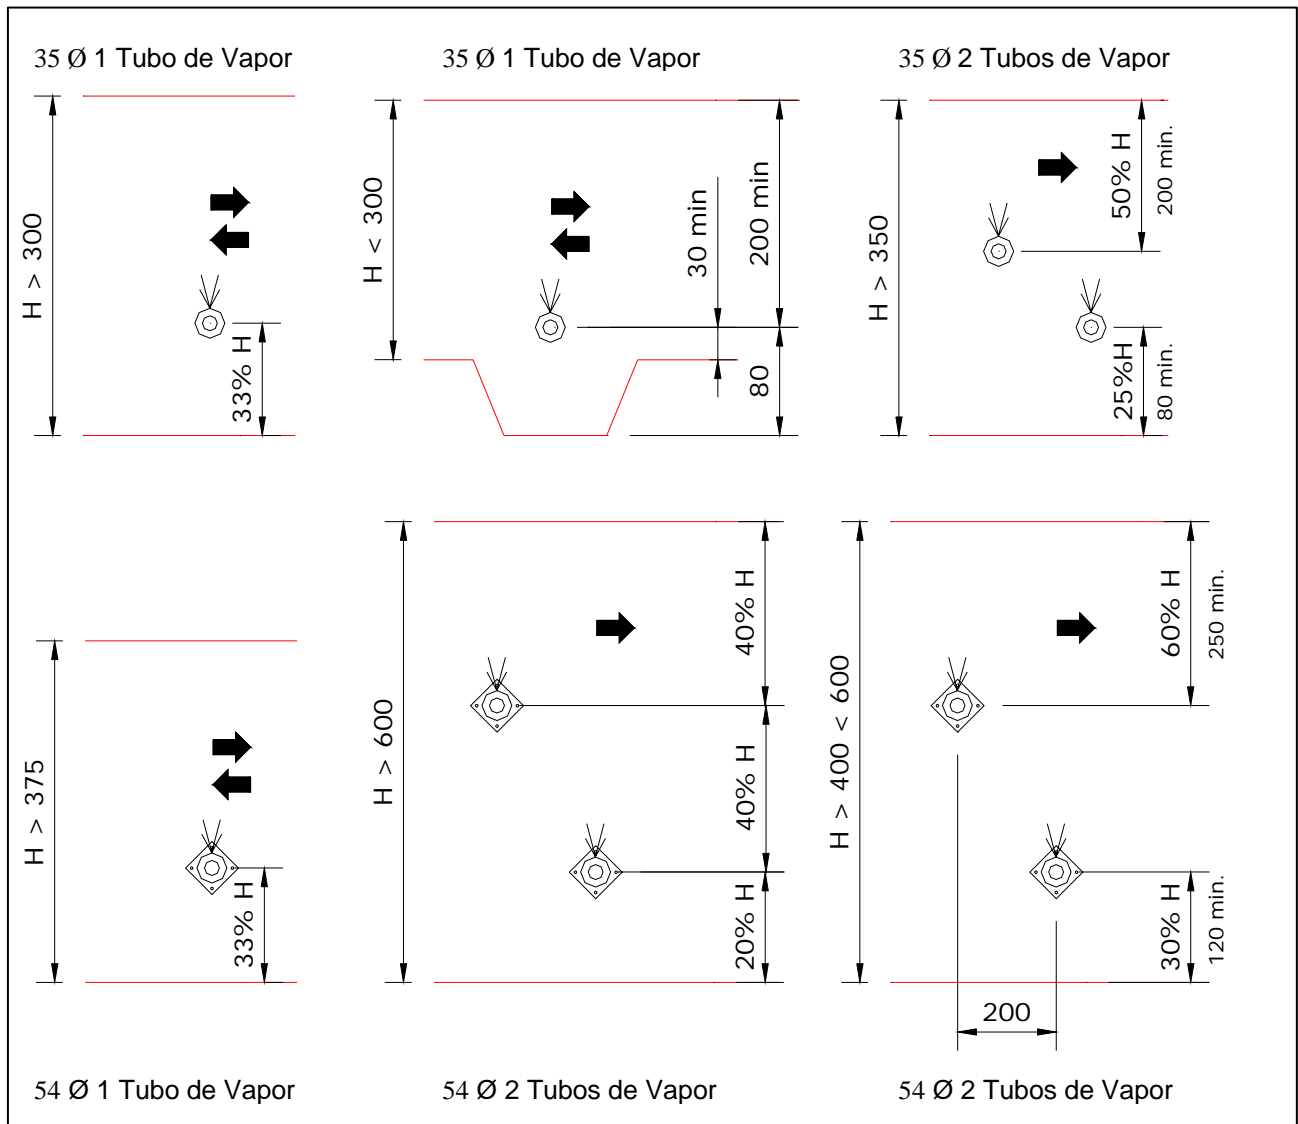 35 Ø 1 Tubo de Vapor
H > 300
33% H
35 Ø 1 Tubo de Vapor
H < 300
30 min
200 min
80
35 Ø 2 Tubos de Vapor
H > 350
50% H
200 min.
25%H
80 min.
H > 375
33% H
54 Ø 1 Tubo de Vapor
H > 600
40% H
40% H
20% H
54 Ø 2 Tubos de Vapor
H > 400 < 600
60% H
250 min.
30% H
120 min.
200
54 Ø 2 Tubos de Vapor